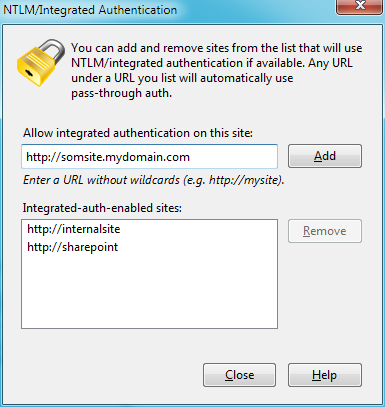 NTLM/Integrated Authentication
You can add and remove sites from the list that will use
NTLM/integrated authentication if available. Any URL
under a URL you list will automatically use
pass-through auth.
Allow integrated authentication on this site:
http://somsite.mydomain.com
Add
Enter a URL without wildcards (e.g. http://mysite).
Integrated-auth-enabled sites:
http://internalsite
http://sharepoint
Remove
Close
Help